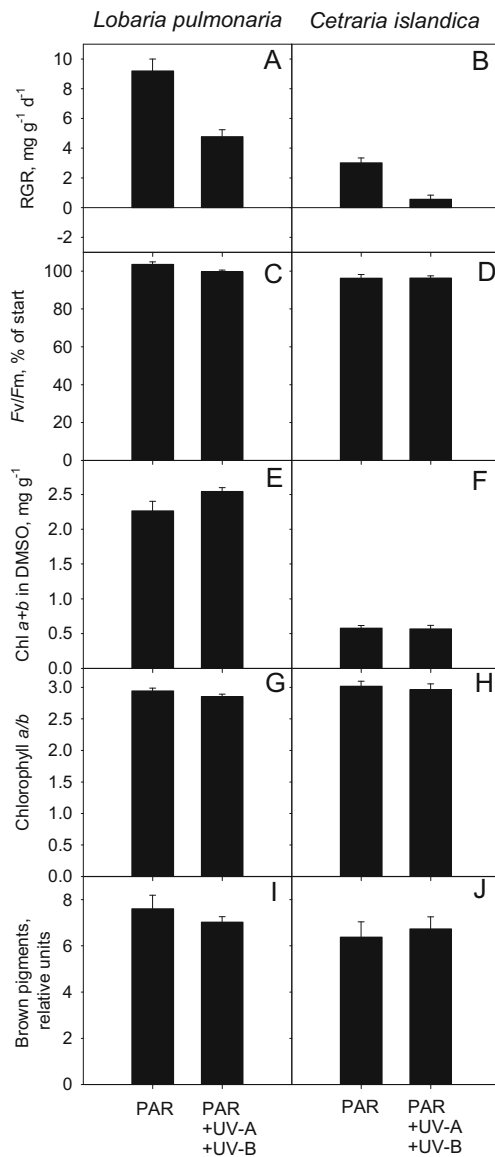 Lobaria pulmonaria Cetraria islandica
A
B
RGR, mg g⁻¹ d⁻¹
10
8
6
4
2
0
-2
C
D
Fv/Fm, % of start
100
80
60
40
20
0
E
F
Chl a+b in DMSO, mg g⁻¹
2.5
2.0
1.5
1.0
0.5
0.0
G
H
Chlorophyll a/b
3.0
2.5
2.0
1.5
1.0
0.5
0.0
I
J
Brown pigments,
relative units
8
6
4
2
0
PAR
PAR
+UV-A
+UV-B
PAR
PAR
+UV-A
+UV-B